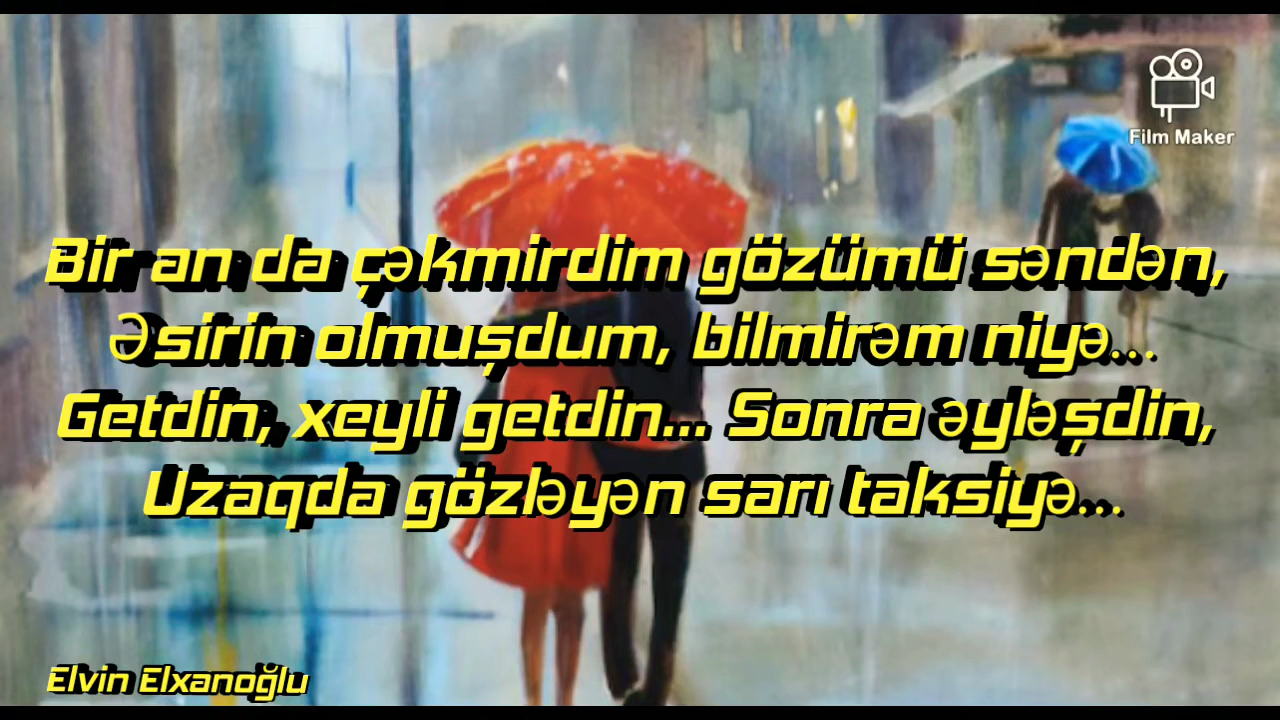 Film Maker
Bir an da çəkmirdim gözümü səndən,
Əsirin olmuşdum, bilmirəm niyə...
Getdin, xeyli getdin... Sonra əyləşdin,
Uzaqda gözləyən sarı taksiyə...
Elvin Elxanoğlu